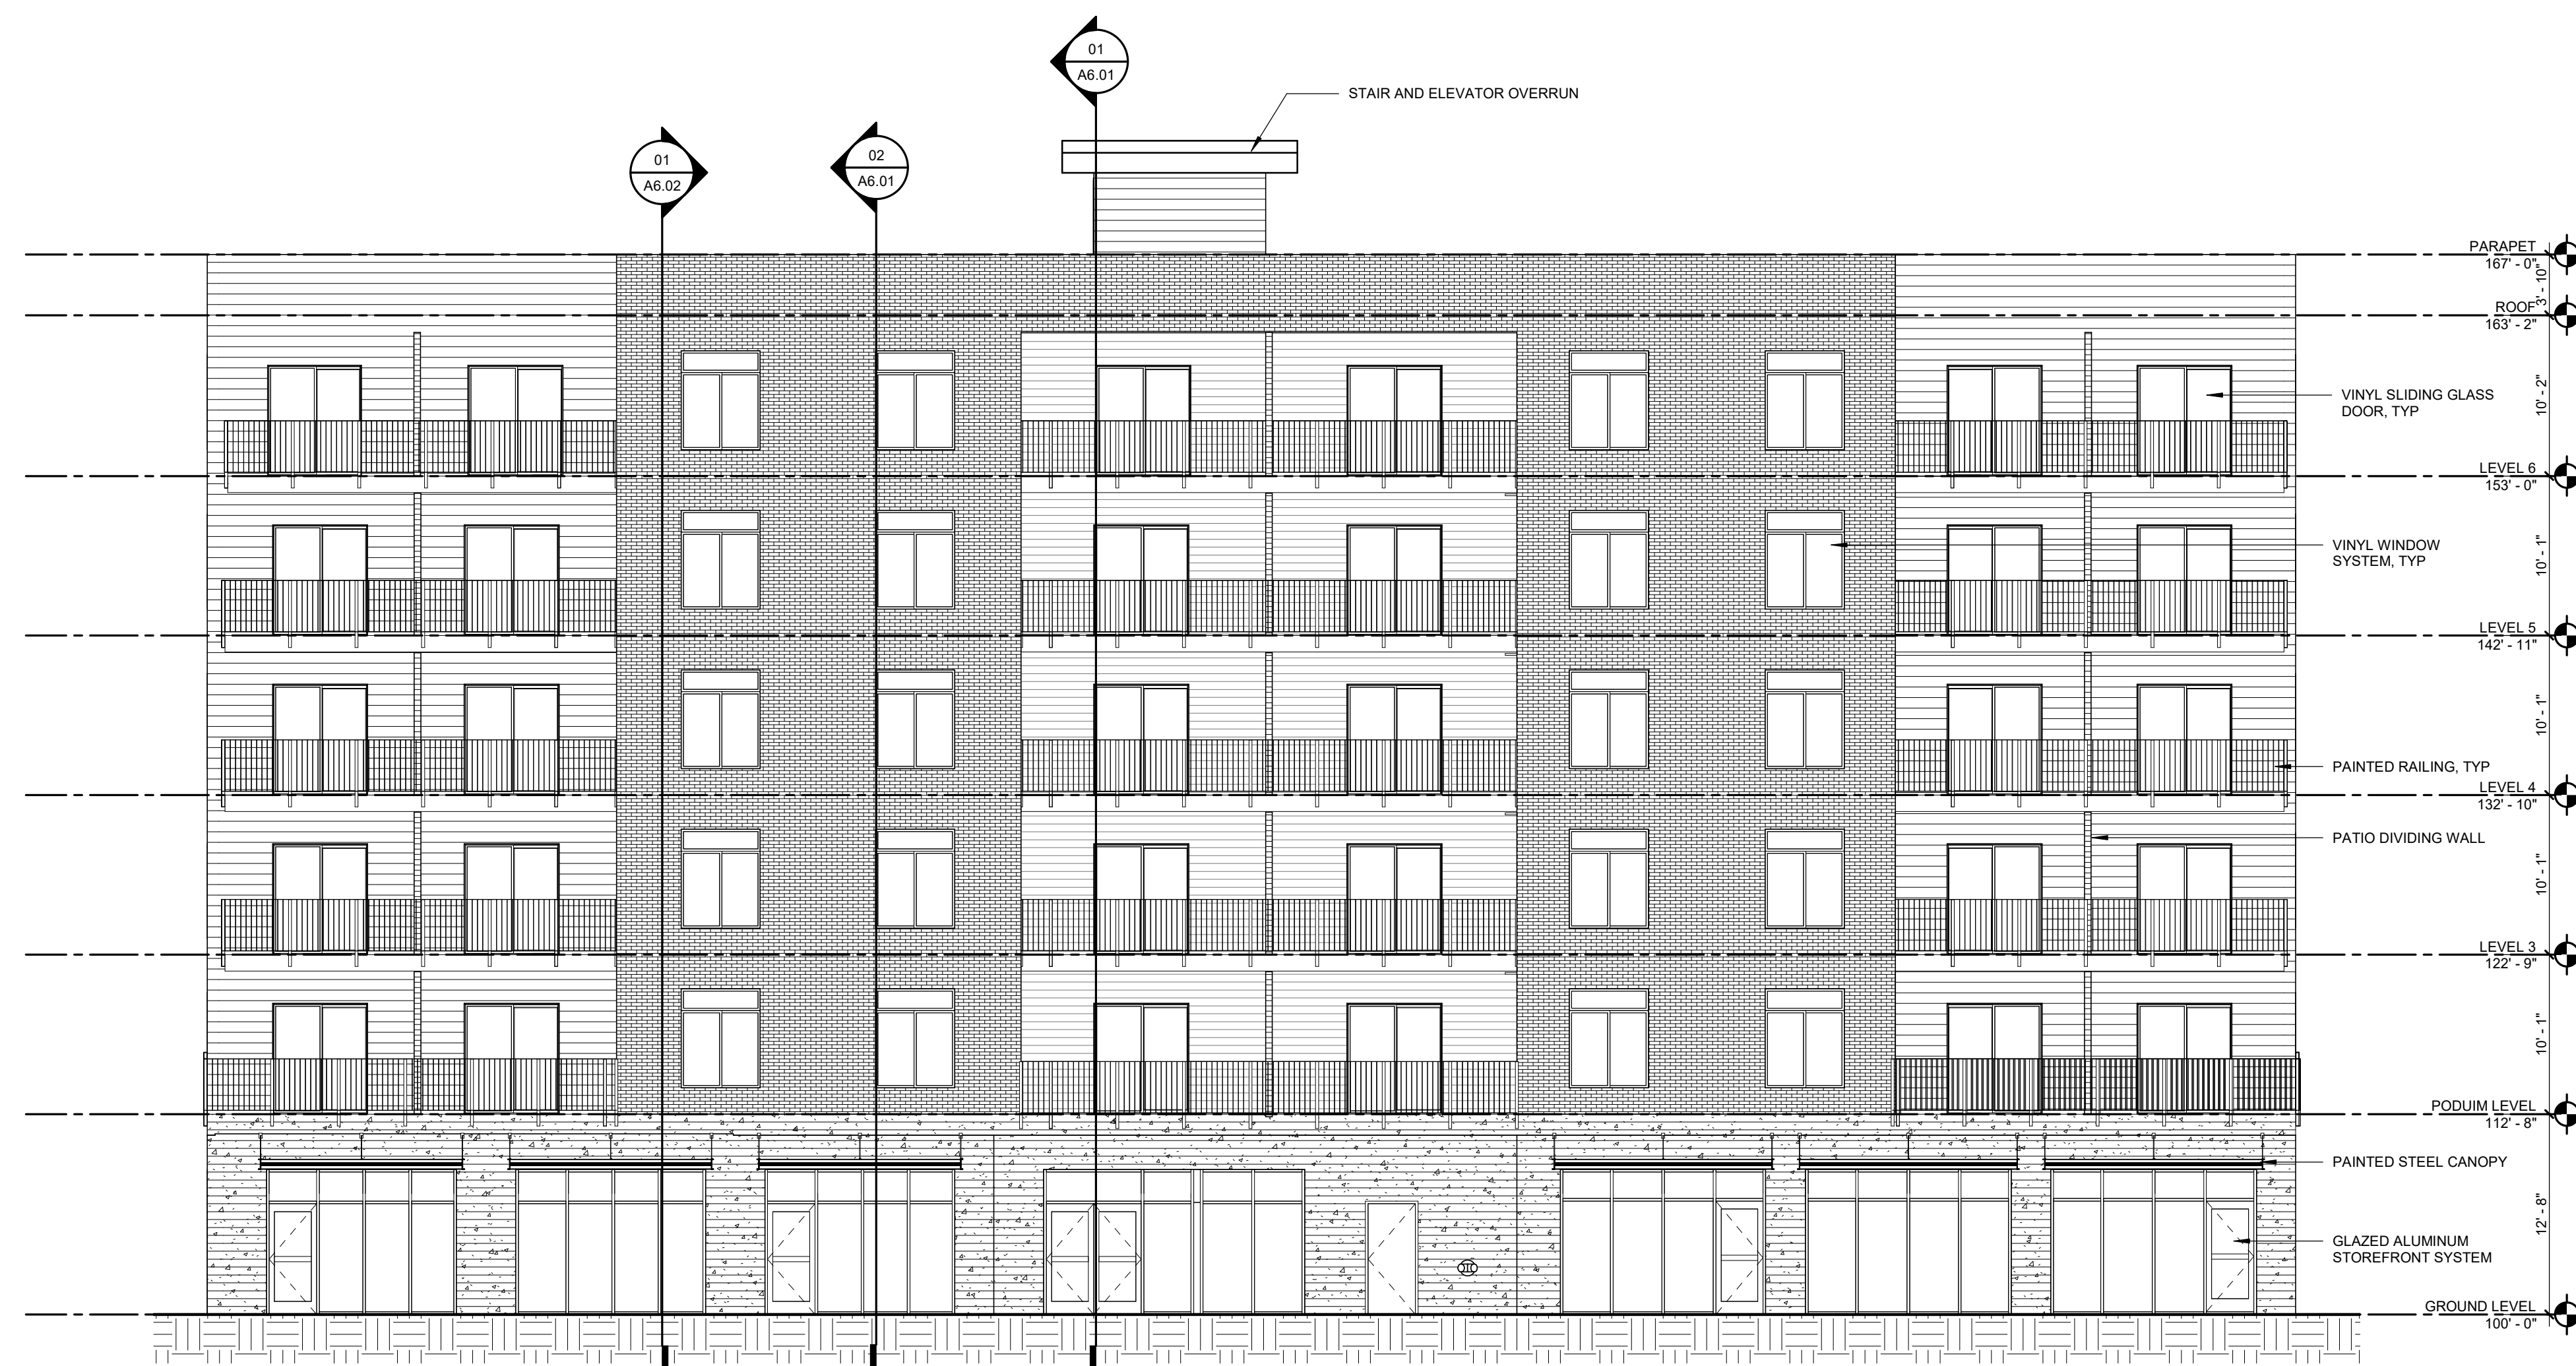 01
A6.01
STAIR AND ELEVATOR OVERRUN
01
A6.02
02
A6.01
PARAPET
167' - 0"
3' - 10"
ROOF
163' - 2"
10' - 2"
VINYL SLIDING GLASS
DOOR, TYP
LEVEL 6
153' - 0"
VINYL WINDOW
SYSTEM, TYP
10' - 1"
LEVEL 5
142' - 11"
10' - 1"
PAINTED RAILING, TYP
LEVEL 4
132' - 10"
PATIO DIVIDING WALL
10' - 1"
LEVEL 3
122' - 9"
10' - 1"
PODUIM LEVEL
112' - 8"
PAINTED STEEL CANOPY
12' - 8"
GLAZED ALUMINUM
STOREFRONT SYSTEM
GROUND LEVEL
100' - 0"